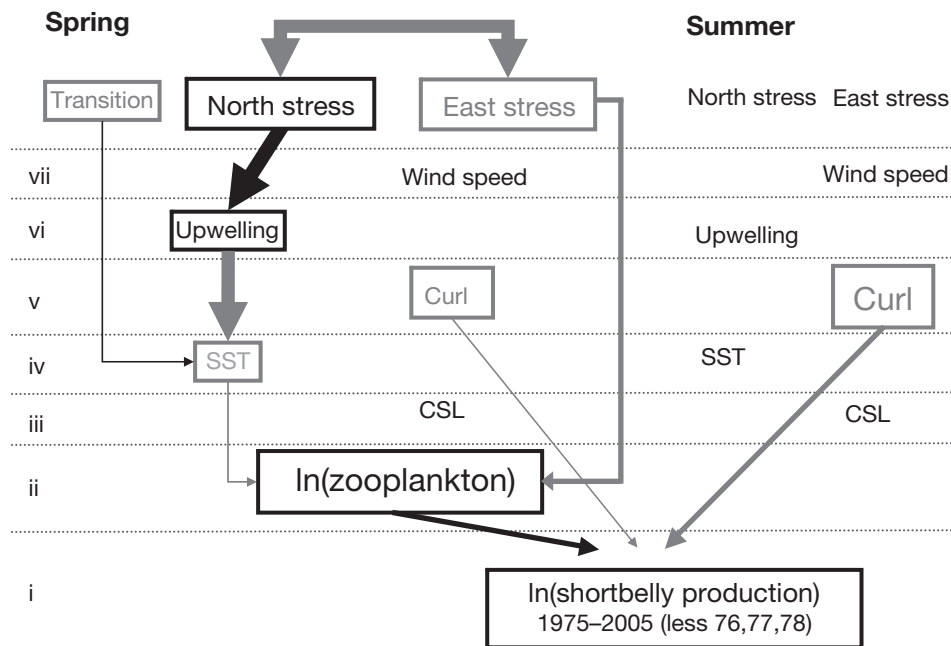 Spring
Summer
Transition
North stress
East stress
North stress
East stress
vii
Wind speed
Wind speed
vi
Upwelling
Upwelling
v
Curl
Curl
iv
SST
SST
iii
CSL
CSL
ii
ln(zooplankton)
i
ln(shortbelly production)
1975–2005 (less 76,77,78)